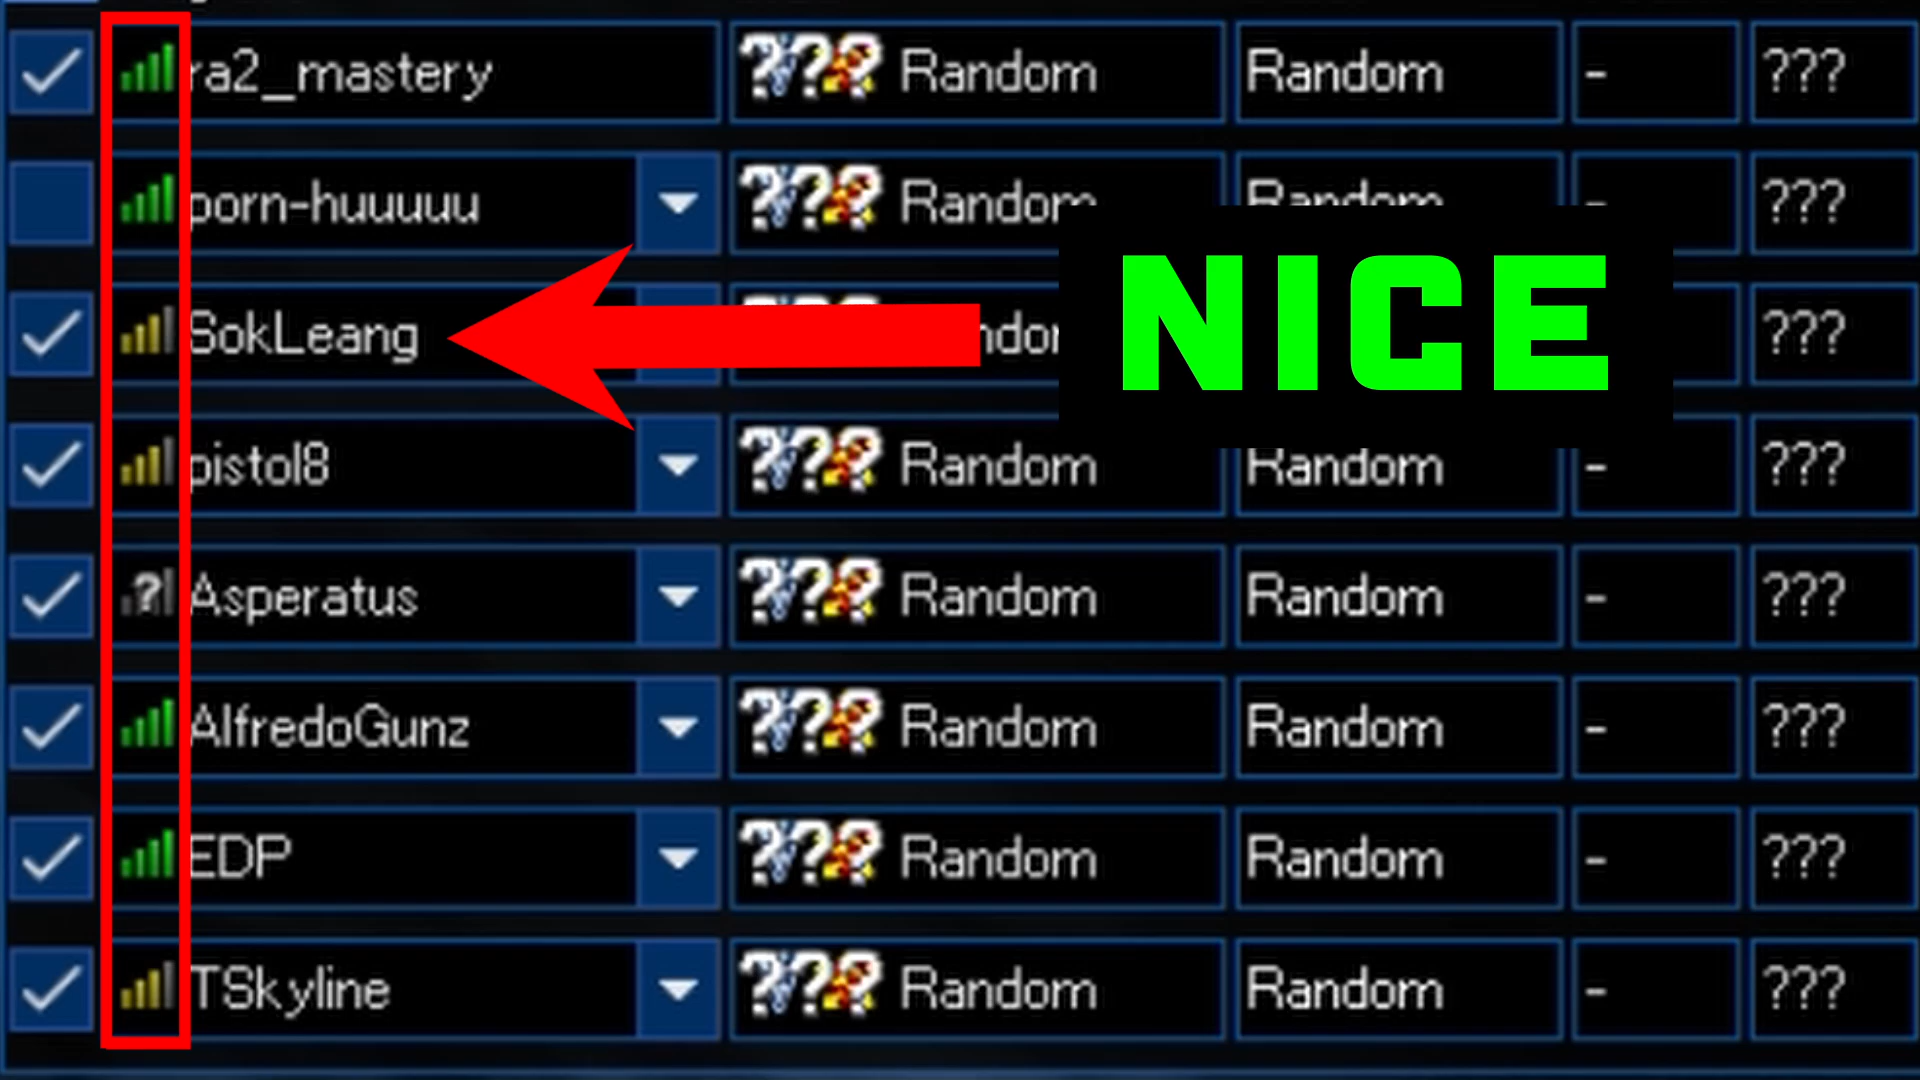 ra2_mastery ??? Random Random - ???
porn-huuuuu ??? Random Random - ???
SokLeang ???
NICE
pistol8 ??? Random Random - ???
? Asperatus ??? Random Random - ???
AlfredoGunz ??? Random Random - ???
EDP ??? Random Random - ???
TSkyline ??? Random Random - ???